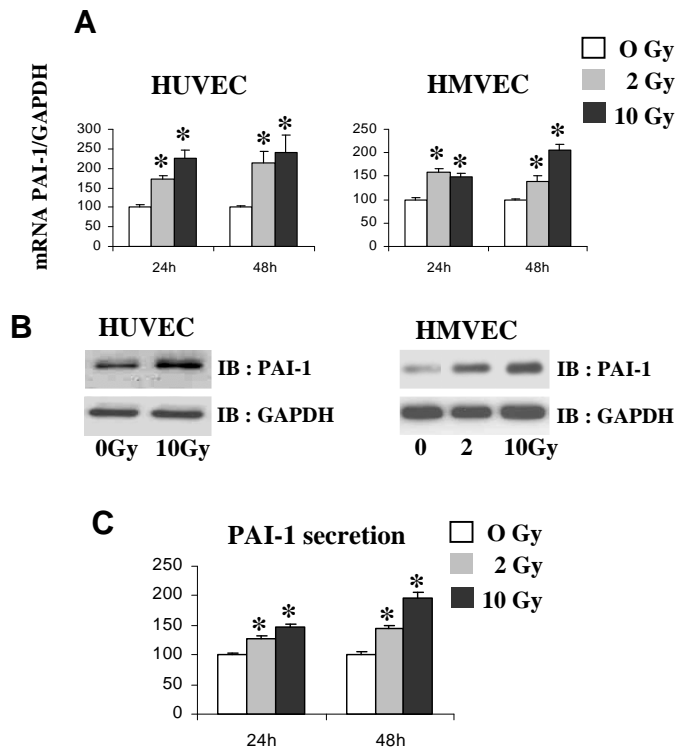 A
O Gy
2 Gy
10 Gy
HUVEC
HMVEC
mRNA PAI-1/GAPDH
300
250
200
150
100
50
0
* * * *
24h 48h
250
200
150
100
50
0
* * * *
24h 48h
B
HUVEC
HMVEC
IB : PAI-1
IB : GAPDH
0Gy 10Gy
IB : PAI-1
IB : GAPDH
0 2 10Gy
C
PAI-1 secretion
O Gy
2 Gy
10 Gy
250
200
150
100
50
0
* * * *
24h 48h